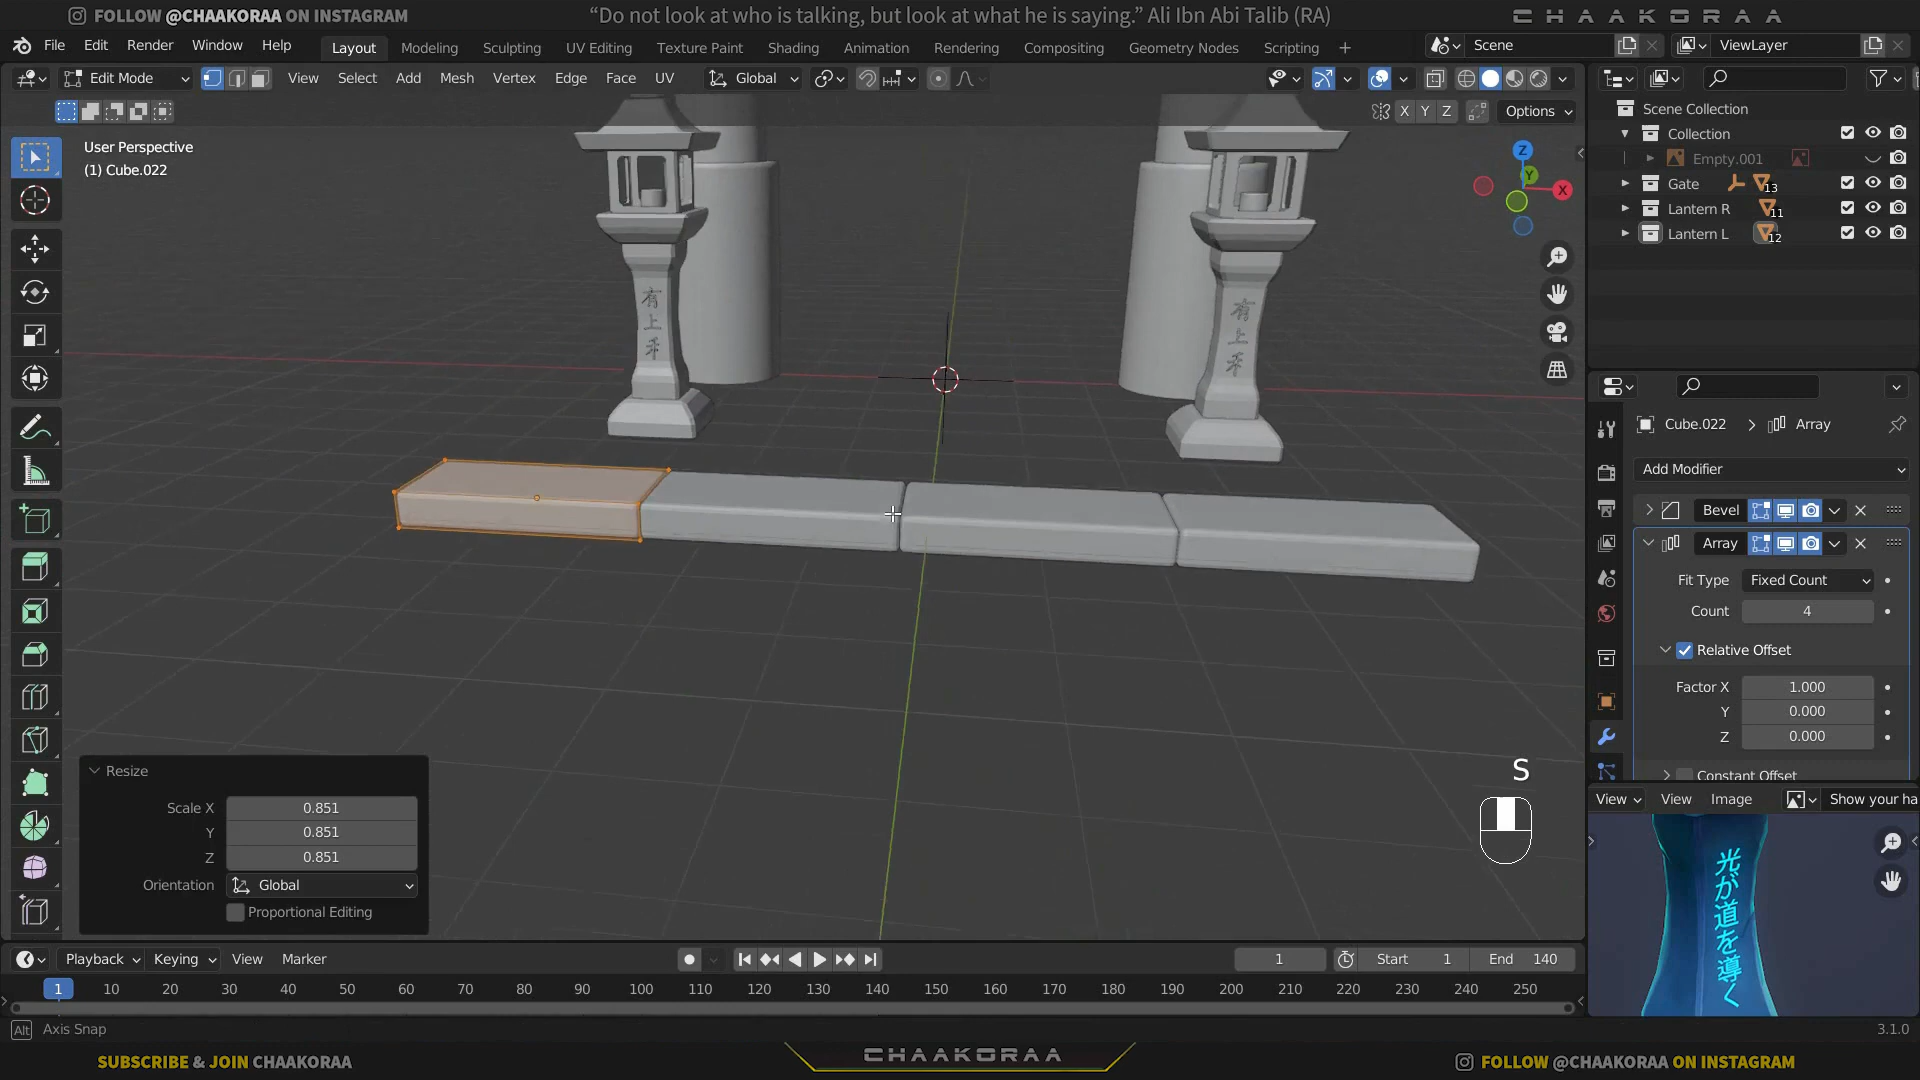 FOLLOW @CHAAKORAA ON INSTAGRAM
“Do not look at who is talking, but look at what he is saying.” Ali Ibn Abi Talib (RA)
CHAAKORAA
File Edit Render Window Help
Layout Modeling Sculpting UV Editing Texture Paint Shading Animation Rendering Compositing Geometry Nodes Scripting +
Scene
ViewLayer
Edit Mode
View Select Add Mesh Vertex Edge Face UV
Global
X Y Z
Options
User Perspective
(1) Cube.022
Z
Y
X
Scene Collection
Collection
Empty.001
Gate 13
Lantern R 11
Lantern L 12
有
上
有
上
Cube.022 > Array
Add Modifier
Bevel
Array
Fit Type Fixed Count
Count 4
Relative Offset
Factor X 1.000
Y 0.000
Z 0.000
Constant Offset
Resize
Scale X 0.851
Y 0.851
Z 0.851
Orientation Global
Proportional Editing
S
View View Image Show your ha
光が道を導く
Playback Keying View Marker
1 Start 1 End 140
1 10 20 30 40 50 60 70 80 90 100 110 120 130 140 150 160 170 180 190 200 210 220 230 240 250
Alt Axis Snap
3.1.0
SUBSCRIBE & JOIN CHAAKORAA
CHAAKORAA
FOLLOW @CHAAKORAA ON INSTAGRAM